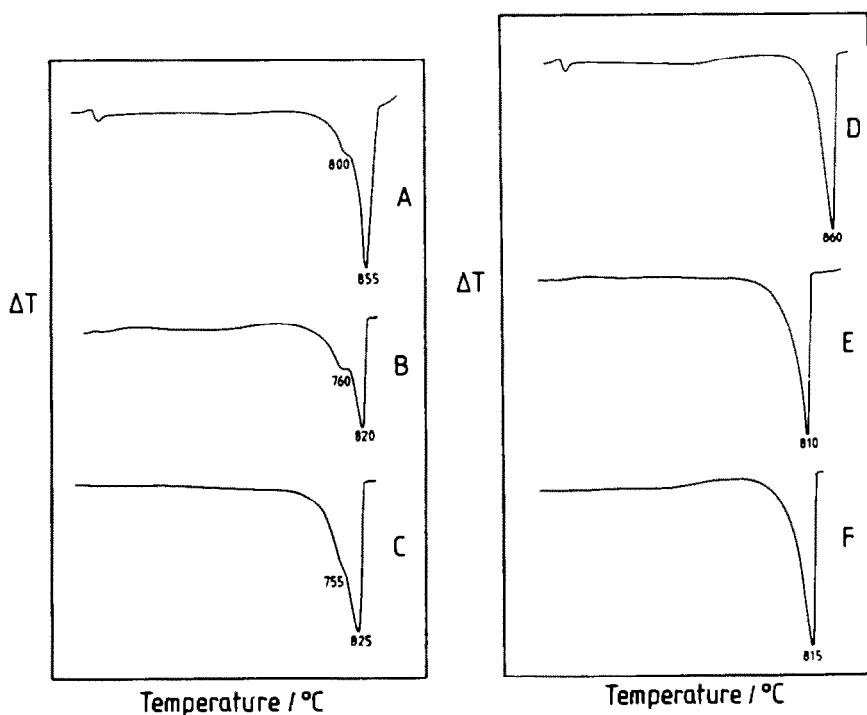 800
A
855
ΔT
760
B
820
755
C
825
Temperature / °C
D
860
ΔT
E
810
F
815
Temperature / °C